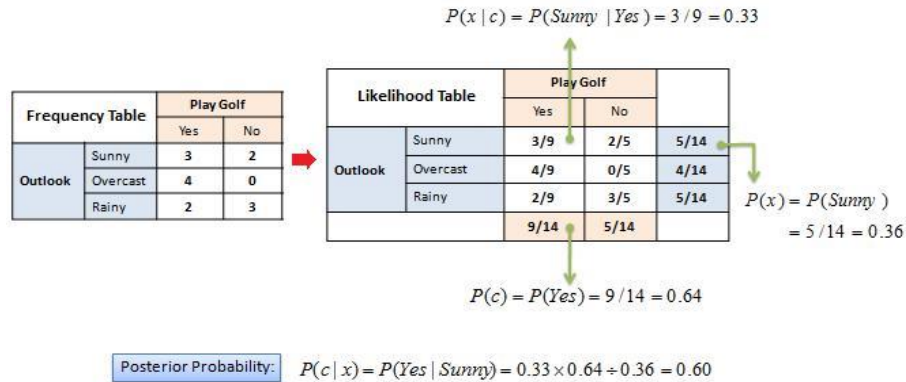 P(x | c) = P(Sunny | Yes) = 3 / 9 = 0.33
Frequency Table Play Golf
Yes No
Outlook Sunny 3 2
Overcast 4 0
Rainy 2 3
Likelihood Table Play Golf
Yes No
Outlook Sunny 3/9 2/5 5/14
Overcast 4/9 0/5 4/14
Rainy 2/9 3/5 5/14
9/14 5/14
P(x) = P(Sunny )
= 5 / 14 = 0.36
P(c) = P(Yes) = 9 / 14 = 0.64
Posterior Probability: P(c | x) = P(Yes | Sunny) = 0.33 × 0.64 ÷ 0.36 = 0.60